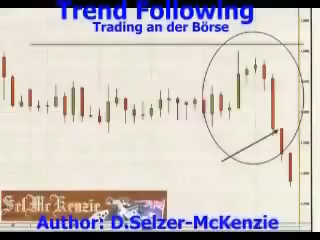 Trend Following
Trading an der Börse
SelMcKenzie
Author: D.Selzer-McKenzie